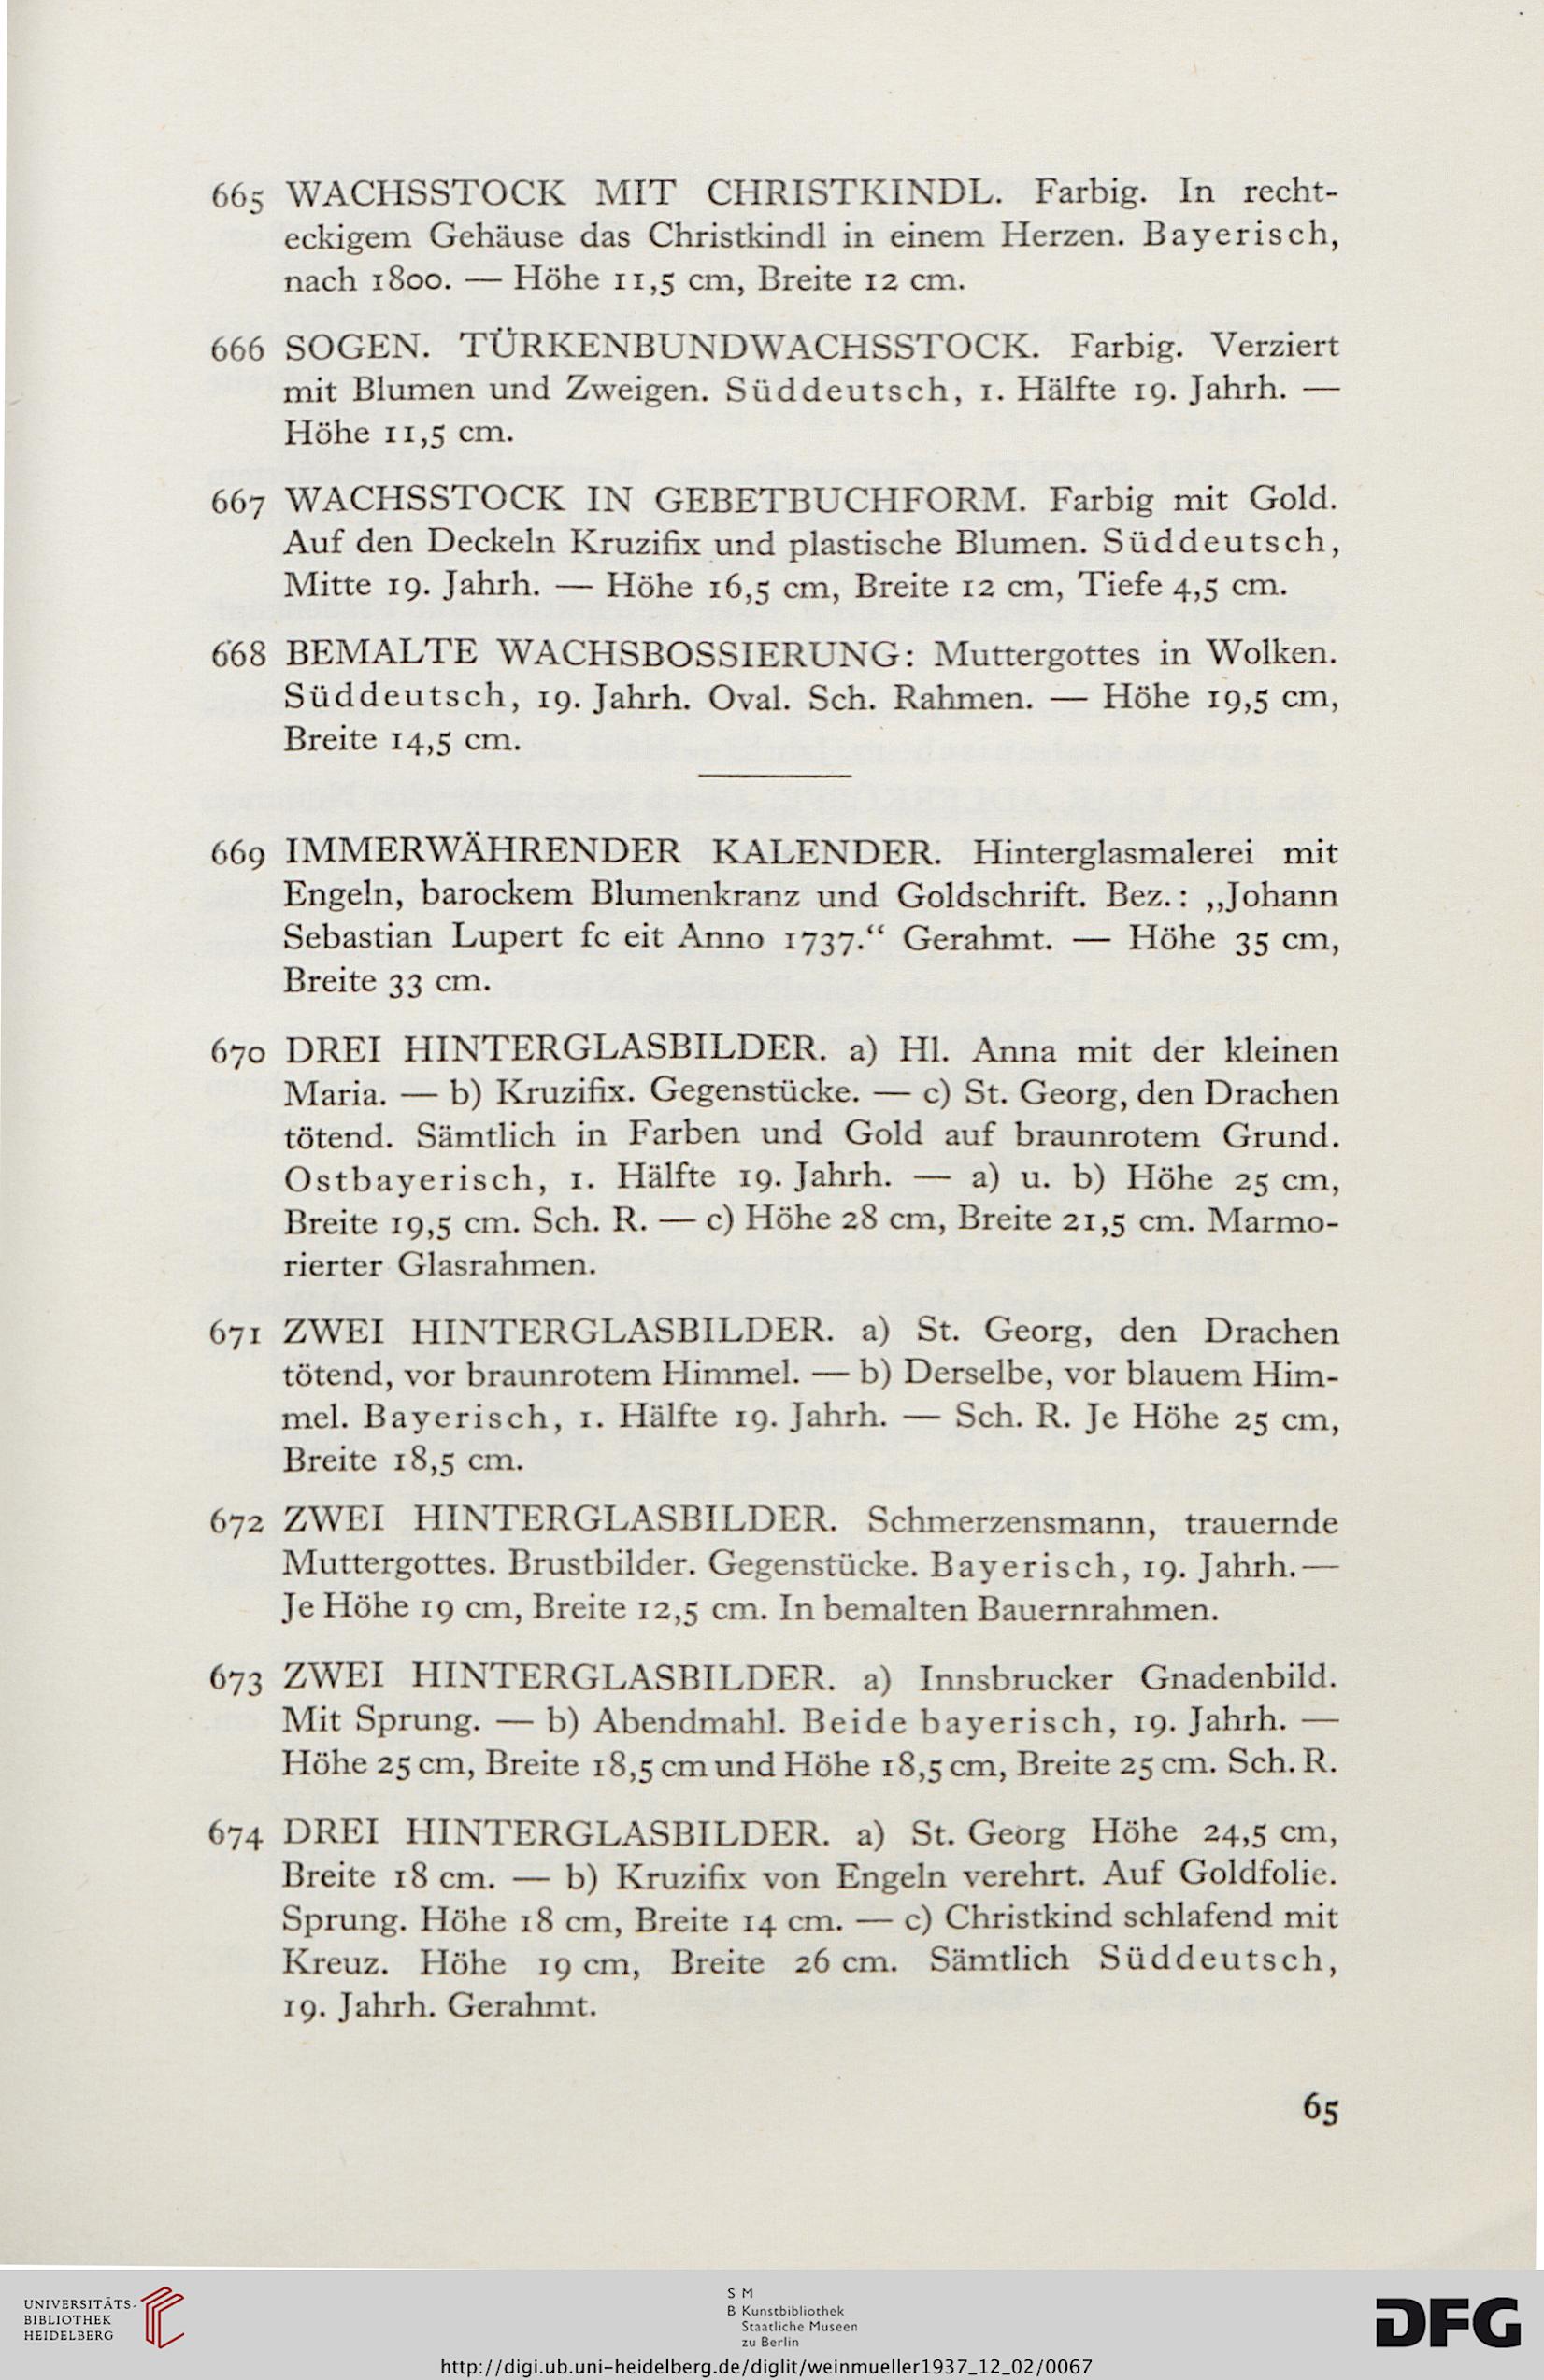 665 WACHSSTOCK MIT CHRISTKINDL. Farbig. In recht-
eckigem Gehäuse das Christkindl in einem Herzen. Bayerisch,
nach 1800. — Höhe 11,5 cm, Breite 12 cm.
666 SOGEN. TÜRKENBUNDWACHSSTOCK. Farbig. Verziert
mit Blumen und Zweigen. Süddeutsch, 1. Hälfte 19. Jahrh. —
Höhe 11,5 cm.
667 WACHSSTOCK IN GEBETBUCHFORM. Farbig mit Gold.
Auf den Deckeln Kruzifix und plastische Blumen. Süddeutsch,
Mitte 19. Jahrh. — Höhe 16,5 cm, Breite 12 cm, Tiefe 4,5 cm.
668 BEMALTE WACHSBOSSIERUNG: Muttergottes in Wolken.
Süddeutsch, 19. Jahrh. Oval. Sch. Rahmen. — Höhe 19,5 cm,
Breite 14,5 cm.
669 IMMERWÄHRENDER KALENDER. Hinterglasmalerei mit
Engeln, barockem Blumenkranz und Goldschrift. Bez.: „Johann
Sebastian Lupert fc eit Anno 1737.“ Gerahmt. — Höhe 35 cm,
Breite 33 cm.
670 DREI HINTERGLASBILDER. a) Hl. Anna mit der kleinen
Maria. — b) Kruzifix. Gegenstücke. — c) St. Georg, den Drachen
tötend. Sämtlich in Farben und Gold auf braunrotem Grund.
Ostbayerisch, 1. Hälfte 19. Jahrh. — a) u. b) Höhe 25 cm,
Breite 19,5 cm. Sch. R. — c) Höhe 28 cm, Breite 21,5 cm. Marmo-
rierter Glasrahmen.
671 ZWEI HINTERGLASBILDER. a) St. Georg, den Drachen
tötend, vor braunrotem Himmel. — b) Derselbe, vor blauem Him-
mel. Bayerisch, 1. Hälfte 19. Jahrh. — Sch. R. Je Höhe 25 cm,
Breite 18,5 cm.
672 ZWEI HINTERGLASBILDER. Schmerzensmann, trauernde
Muttergottes. Brustbilder. Gegenstücke. Bayerisch, 19. Jahrh. —
Je Höhe 19 cm, Breite 12,5 cm. In bemalten Bauernrahmen.
673 ZWEI HINTERGLASBILDER. a) Innsbrucker Gnadenbild.
Mit Sprung. — b) Abendmahl. Beide bayerisch, 19. Jahrh. —
Höhe 25 cm, Breite 18,5 cm und Höhe 18,5 cm, Breite 25 cm. Sch. R.
674 DREI HINTERGLASBILDER. a) St. Georg Höhe 24,5 cm,
Breite 18 cm. — b) Kruzifix von Engeln verehrt. Auf Goldfolie.
Sprung. Höhe 18 cm, Breite 14 cm. — c) Christkind schlafend mit
Kreuz. Höhe 19 cm, Breite 26 cm. Sämtlich Süddeutsch,
19. Jahrh. Gerahmt.
65
UNIVERSITÄTS-
BIBLIOTHEK
HEIDELBERG
S M
B Kunstbibliothek
Staatliche Museen
zu Berlin
DFG
http://digi.ub.uni-heidelberg.de/diglit/weinmueller1937_12_02/0067